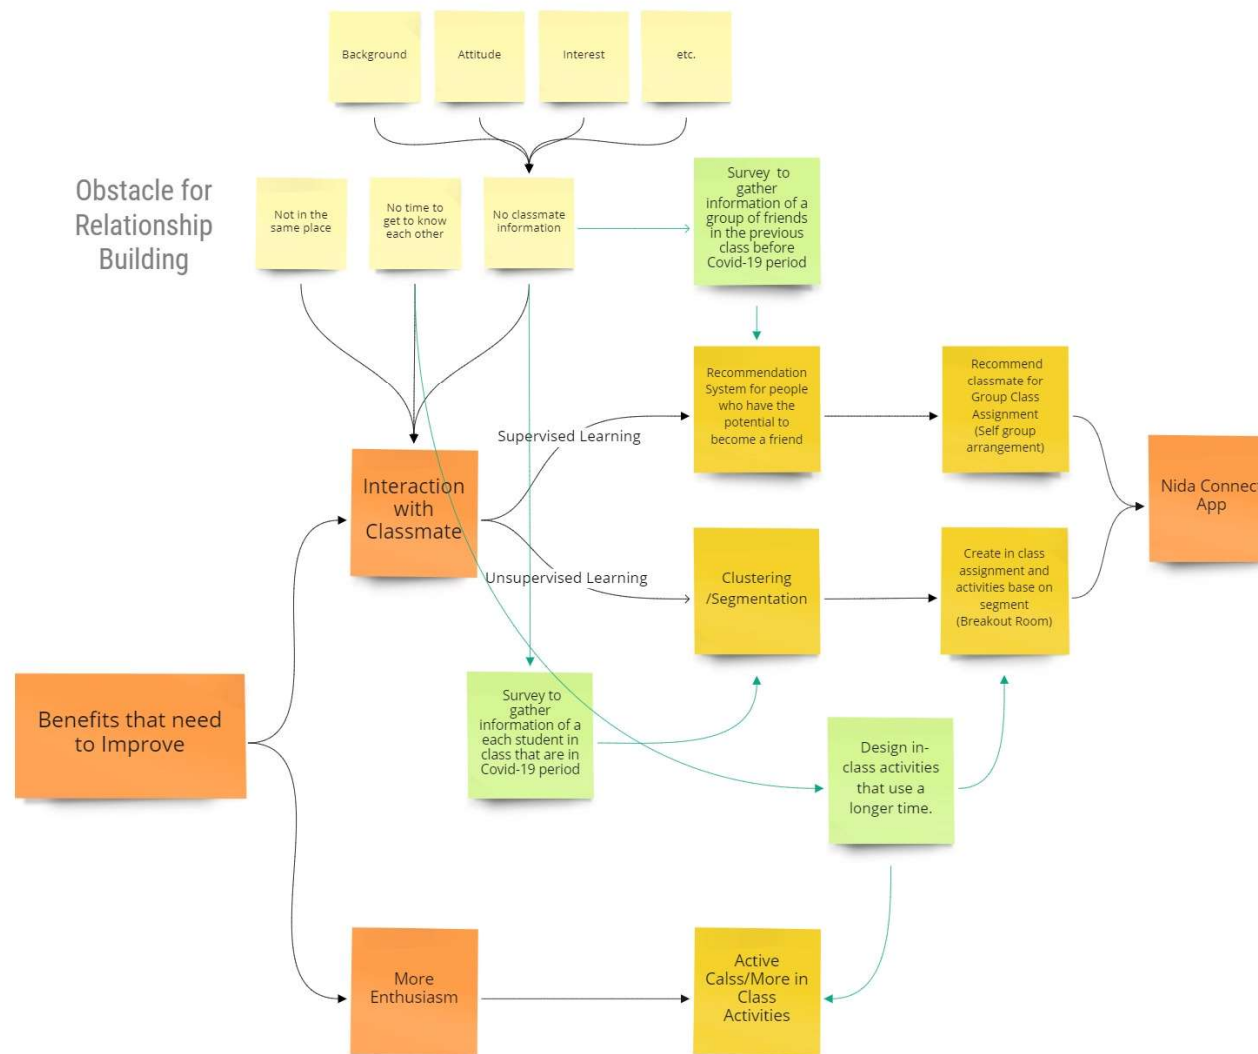 Background
Attitude
Interest
etc.
Obstacle for
Relationship
Building
Not in the
same place
No time to
get to know
each other
No classmate
information
Survey to
gather
information of a
group of friends
in the previous
class before
Covid-19 period
Recommendation
System for people
who have the
potential to
become a friend
Recommend
classmate for
Group Class
Assignment
(Self group
arrangement)
Supervised Learning
Interaction
with
Classmate
Nida Connect
App
Unsupervised Learning
Clustering
/Segmentation
Create in class
assignment and
activities base on
segment
(Breakout Room)
Benefits that need
to Improve
Survey to
gather
information of a
each student in
class that are in
Covid-19 period
Design in-
class activities
that use a
longer time.
More
Enthusiasm
Active
Calss/More in
Class
Activities